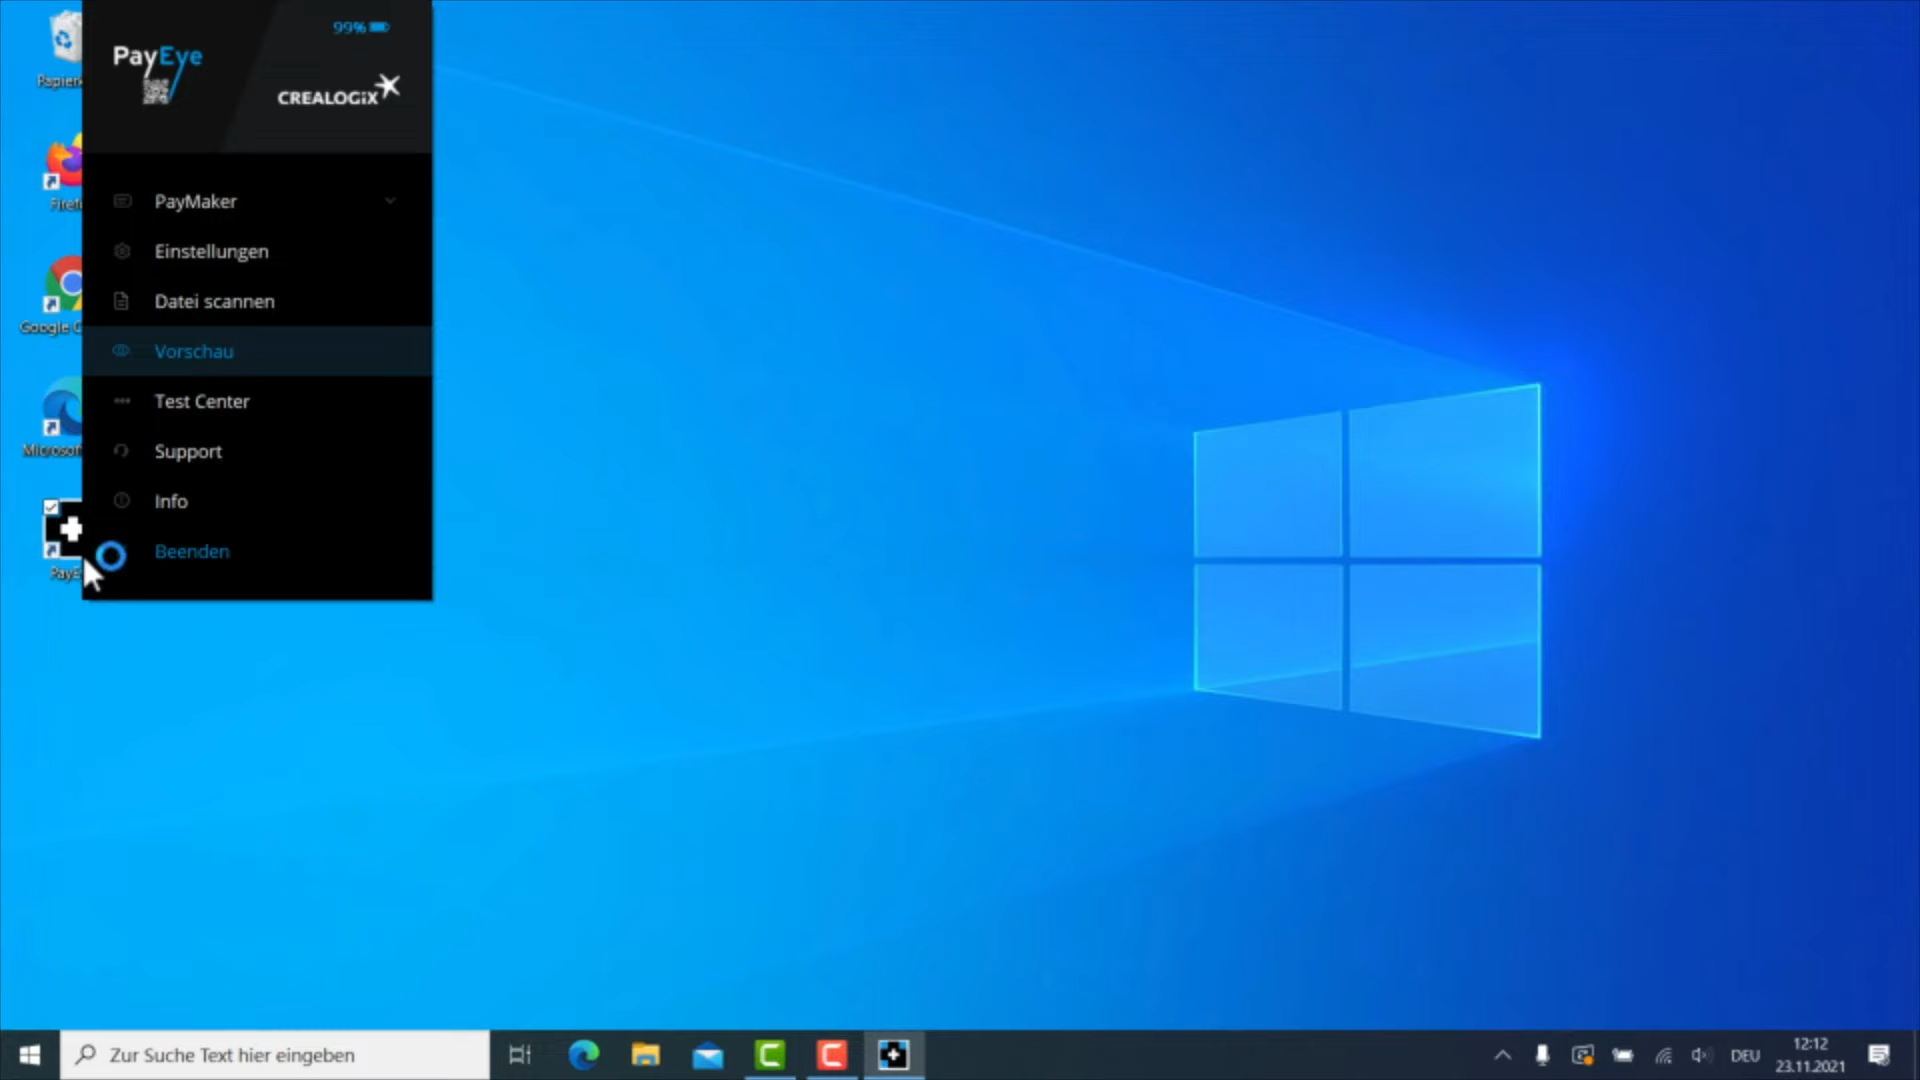 99%
PayEye
CREALOGiX
PayMaker
Einstellungen
Datei scannen
Vorschau
Test Center
Support
Info
Beenden
Google
Zur Suche Text hier eingeben
DEU
12:12
23.11.2021